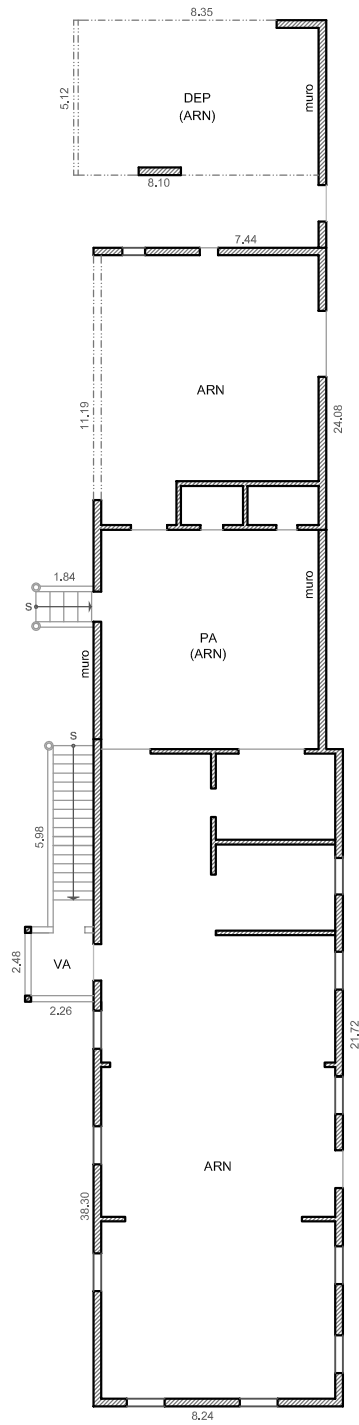 8.35
5.12
DEP
(ARN)
muro
8.10
7.44
11.19
ARN
24.08
1.84
S
muro
PA
(ARN)
muro
S
5.98
2.48
VA
2.26
21.72
ARN
38.30
8.24